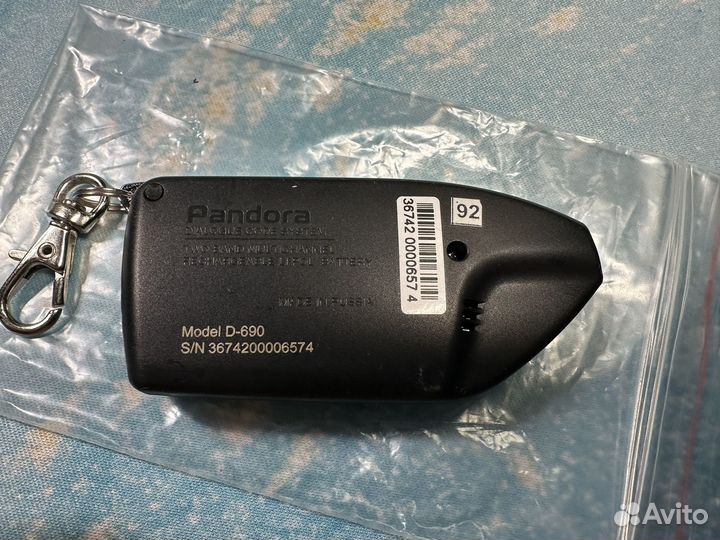 Pandora
DIALOGUE CODE SYSTEM
TWO-BAND MULTICHANNEL
RECHARGEABLE LI-POL BATTERY
MADE IN RUSSIA
Model D-690
S/N 3674200006574
36742 0000657 4
92
Avito